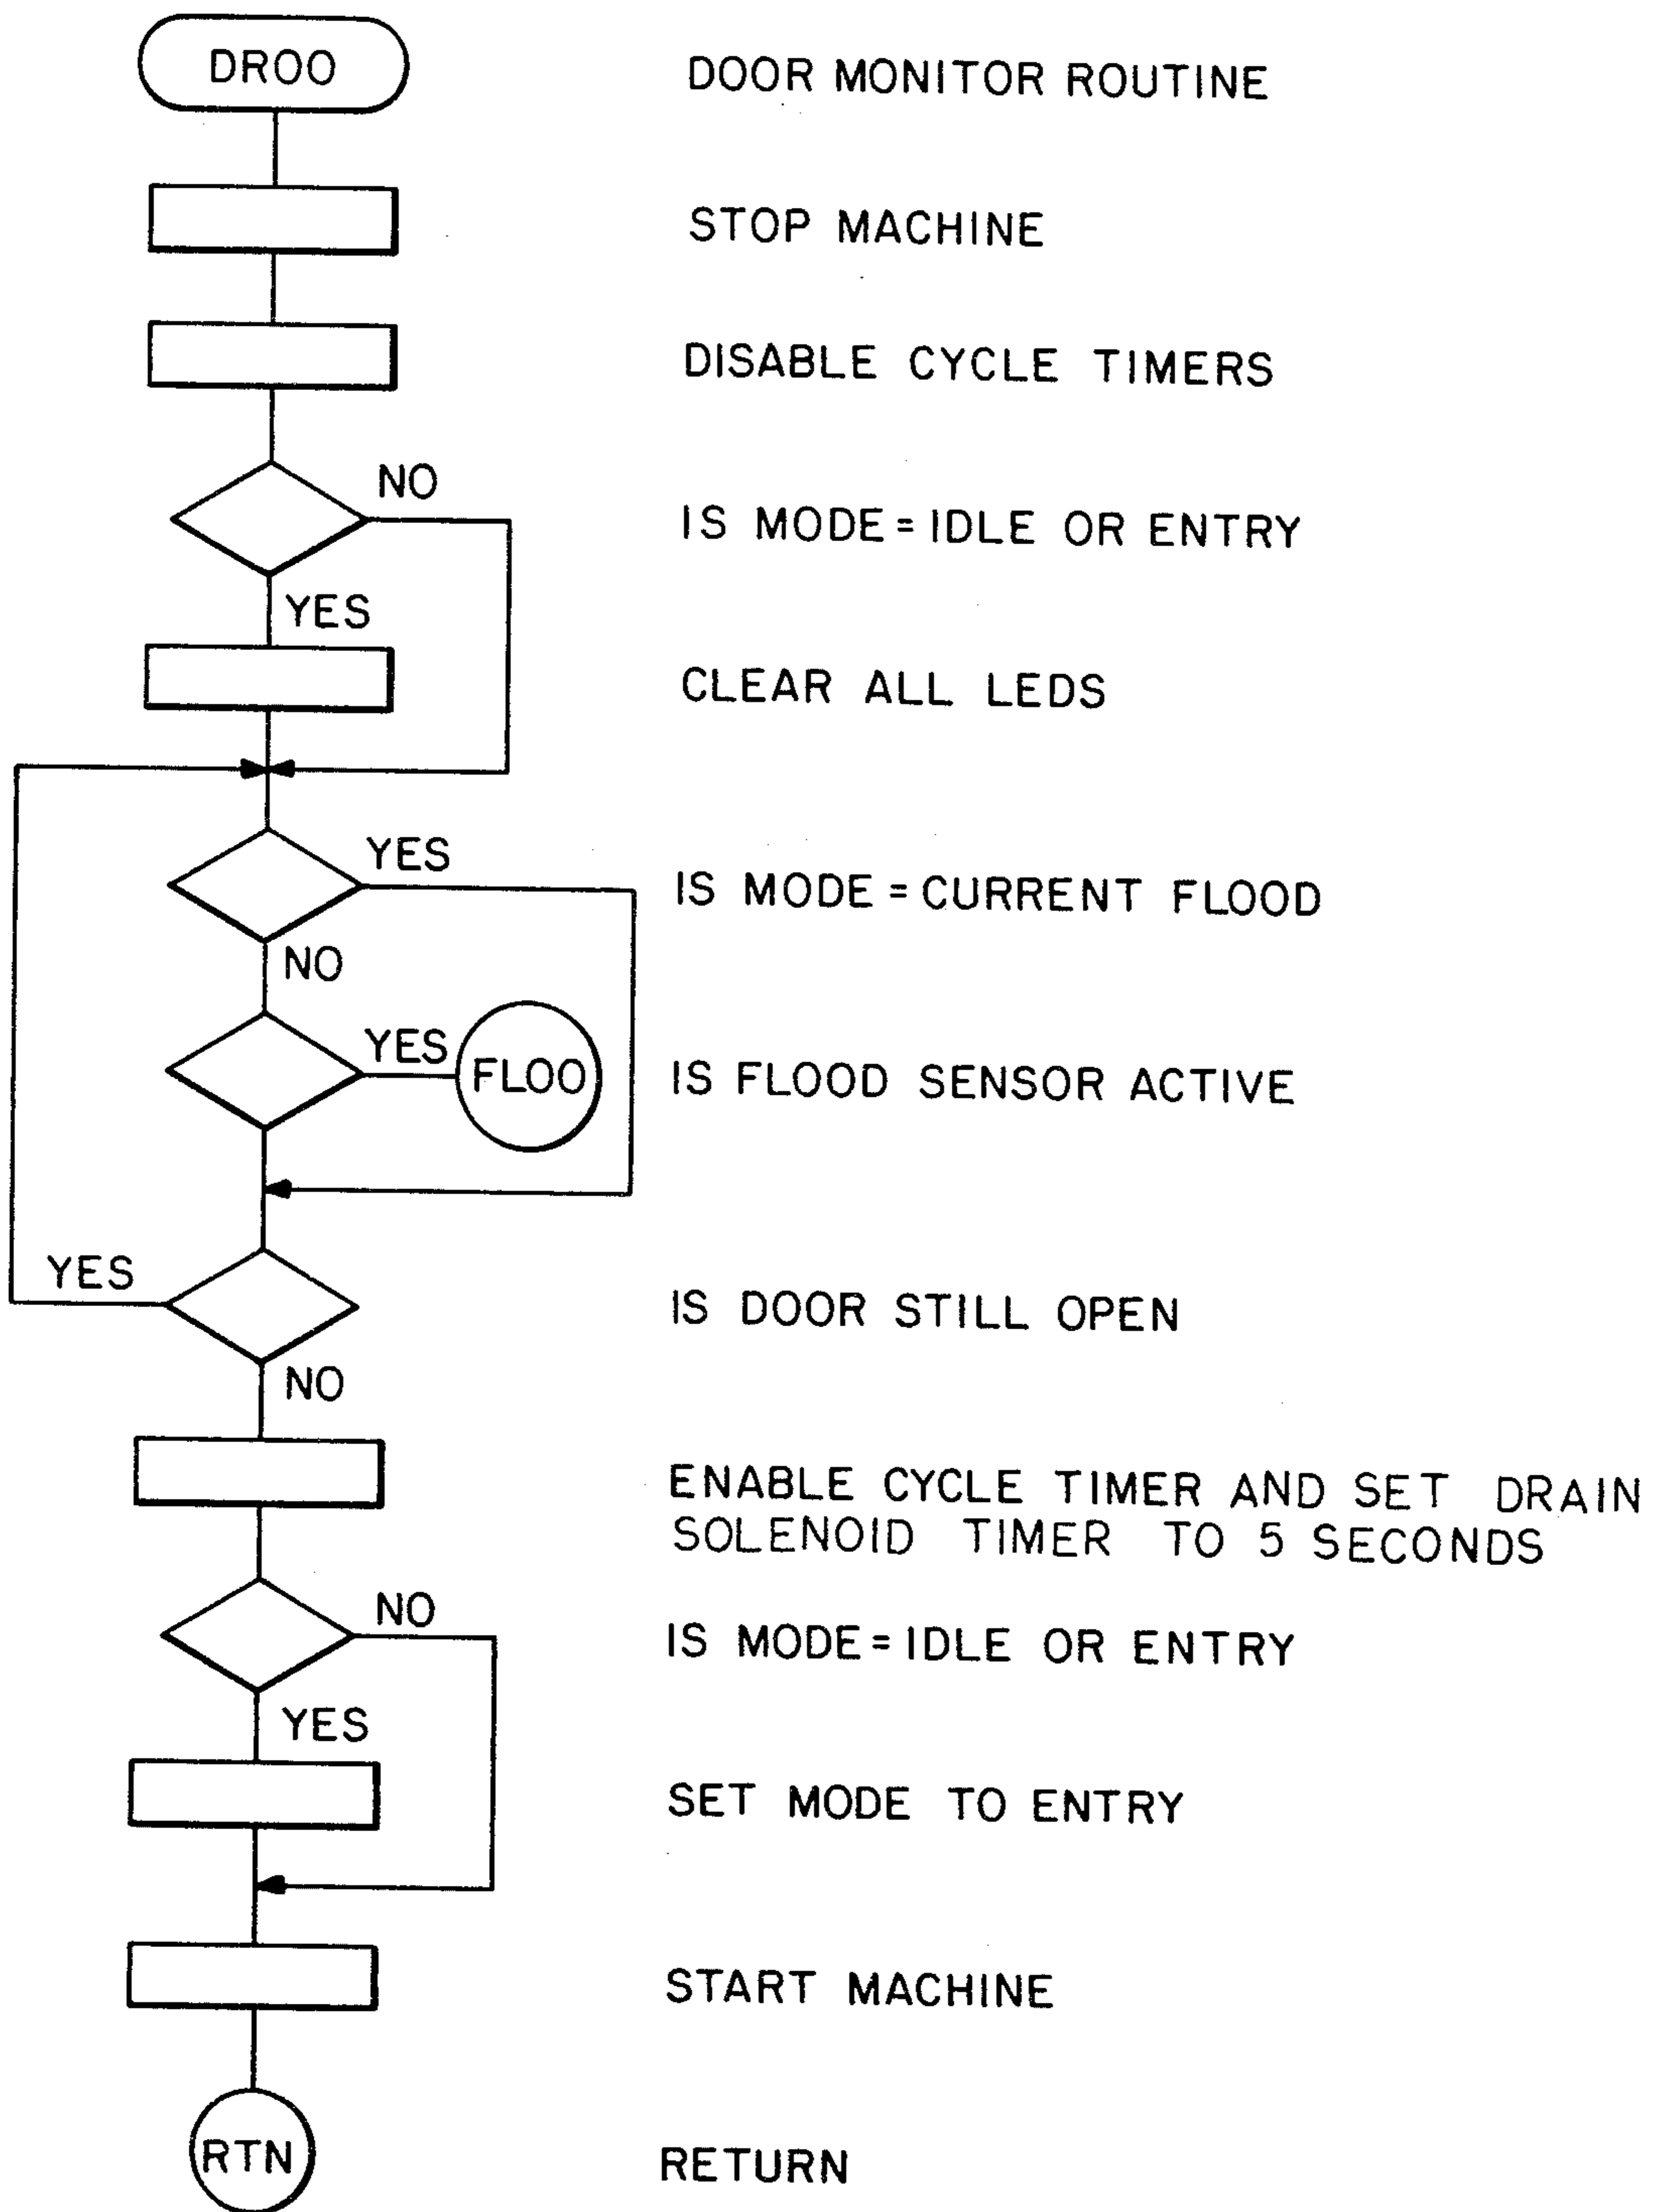 DROO DOOR MONITOR ROUTINE
STOP MACHINE
DISABLE CYCLE TIMERS
NO
IS MODE = IDLE OR ENTRY
YES
CLEAR ALL LEDS
YES
IS MODE = CURRENT FLOOD
NO
YES
FLOO
IS FLOOD SENSOR ACTIVE
YES
IS DOOR STILL OPEN
NO
ENABLE CYCLE TIMER AND SET DRAIN
SOLENOID TIMER TO 5 SECONDS
NO
IS MODE = IDLE OR ENTRY
YES
SET MODE TO ENTRY
START MACHINE
RTN
RETURN